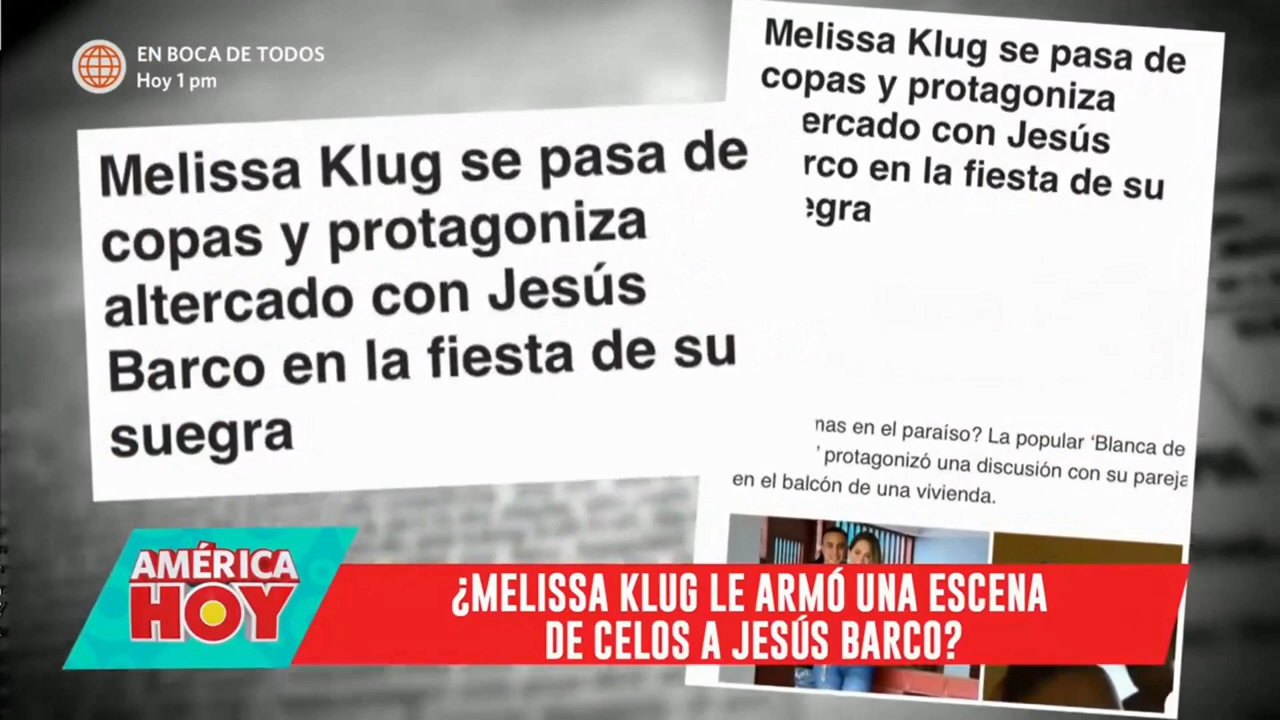 EN BOCA DE TODOS
Hoy 1 pm
Melissa Klug se pasa de
copas y protagoniza
altercado con Jesús
Barco en la fiesta de su
suegra
Melissa Klug se pasa de
copas y protagoniza
ercado con Jesús
rco en la fiesta de su
egra
nas en el paraíso? La popular ‘Blanca de
’ protagonizó una discusión con su pareja
en el balcón de una vivienda.
AMÉRICA
HOY
¿MELISSA KLUG LE ARMÓ UNA ESCENA
DE CELOS A JESÚS BARCO?